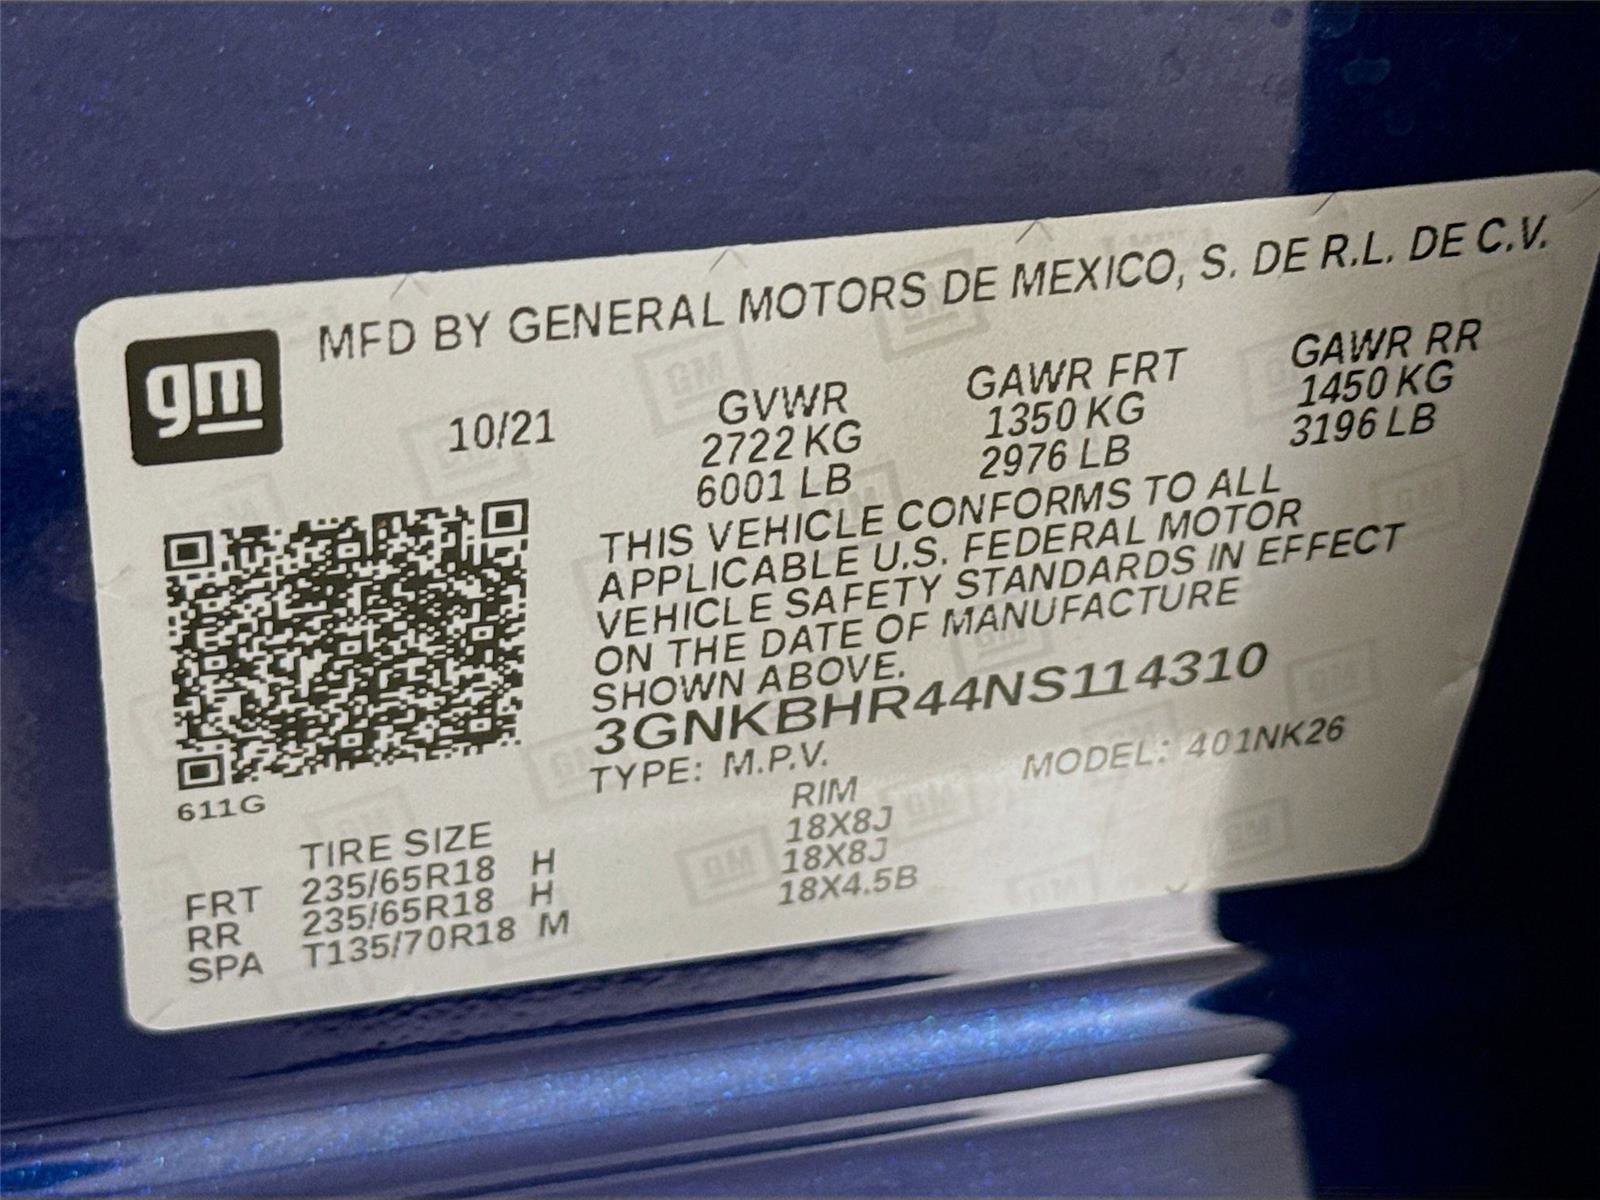 gm
MFD BY GENERAL MOTORS DE MEXICO, S. DE R.L. DE C.V.
10/21 GVWR GAWR FRT GAWR RR
2722 KG 1350 KG 1450 KG
6001 LB 2976 LB 3196 LB
THIS VEHICLE CONFORMS TO ALL
APPLICABLE U.S. FEDERAL MOTOR
VEHICLE SAFETY STANDARDS IN EFFECT
ON THE DATE OF MANUFACTURE
SHOWN ABOVE.
3GNKBHR44NS114310
TYPE: M.P.V. MODEL: 401NK26
611G
TIRE SIZE RIM
FRT 235/65R18 H 18X8J
RR 235/65R18 H 18X8J
SPA T135/70R18 M 18X4.5B